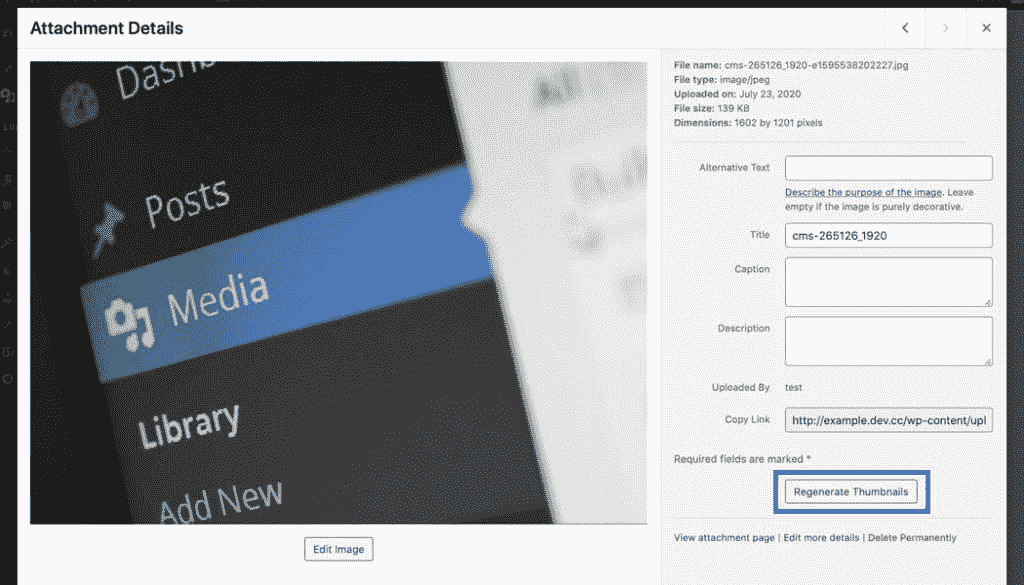 Attachment Details
Dashb
Posts
Media
Library
Add New
Edit Image
File name: cms-265126_1920-e1595538202227.jpg
File type: image/jpeg
Uploaded on: July 23, 2020
File size: 139 KB
Dimensions: 1602 by 1201 pixels
Alternative Text
Describe the purpose of the image. Leave
empty if the image is purely decorative.
Title cms-265126_1920
Caption
Description
Uploaded By test
Copy Link http://example.dev.cc/wp-content/upl
Required fields are marked *
Regenerate Thumbnails
View attachment page | Edit more details | Delete Permanently